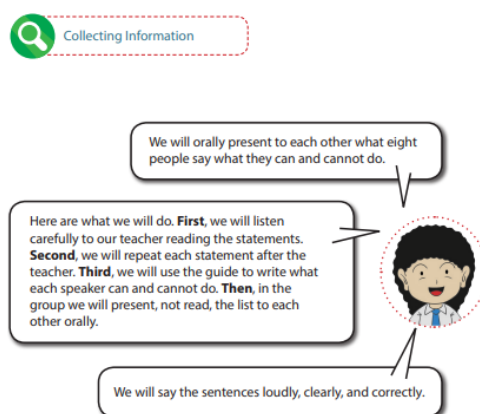 Collecting Information
We will orally present to each other what eight
people say what they can and cannot do.
Here are what we will do. First, we will listen
carefully to our teacher reading the statements.
Second, we will repeat each statement after the
teacher. Third, we will use the guide to write what
each speaker can and cannot do. Then, in the
group we will present, not read, the list to each
other orally.
We will say the sentences loudly, clearly, and correctly.